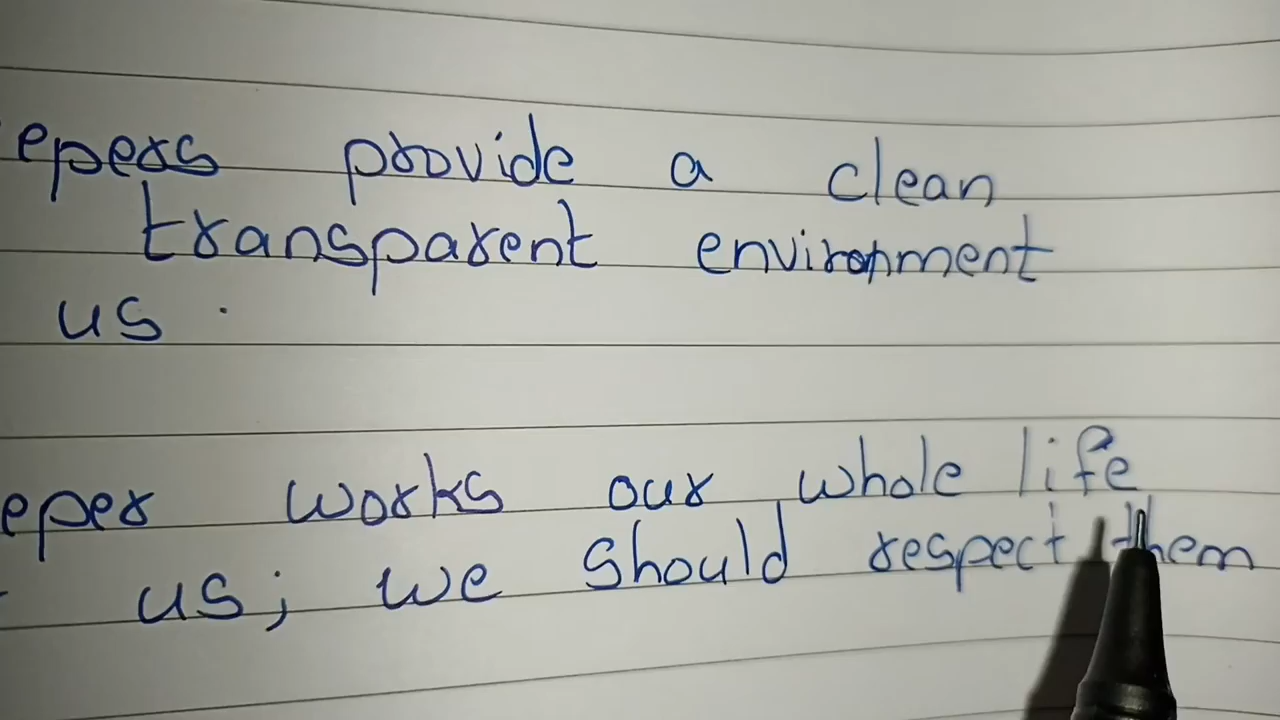 epers provide a clean
transparent environment
us.
eper works our whole life
us; we should respect them